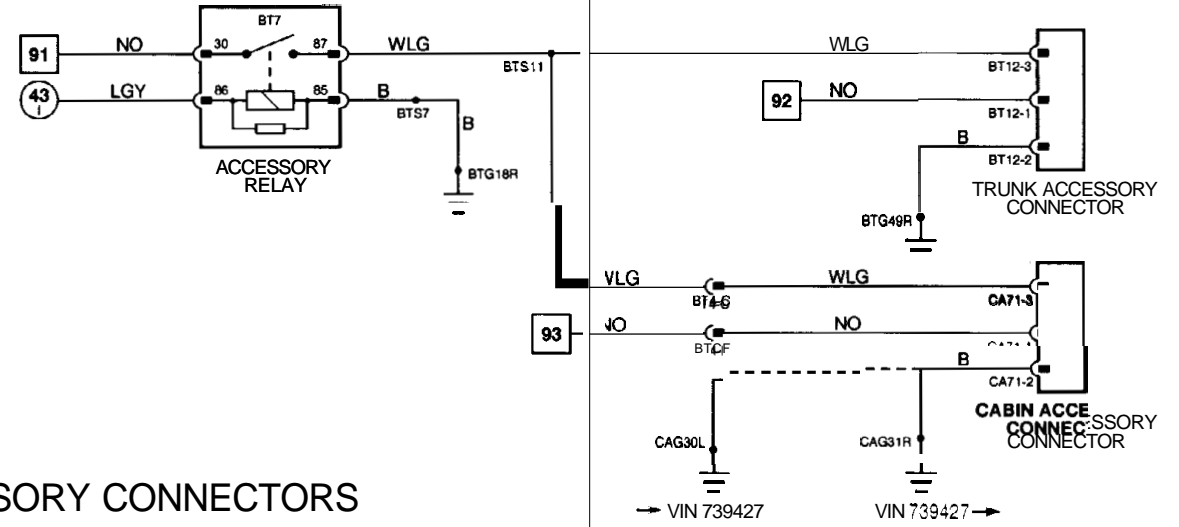 BT7
91 NO 30 87 WLG
BTS11
43 LGY 86 85 B
BTS7
B
BTG18R
ACCESSORY
RELAY
WLG
BT12-3
92 NO
BT12-1
B
BT12-2
BTG49R
TRUNK ACCESSORY
CONNECTOR
WLG
CA71-3
93 NO
B
CA71-2
CABIN ACCESSORY
CONNECTOR
CAG30L
CAG31R
→ VIN 739427
VIN 739427 →
SORY CONNECTORS